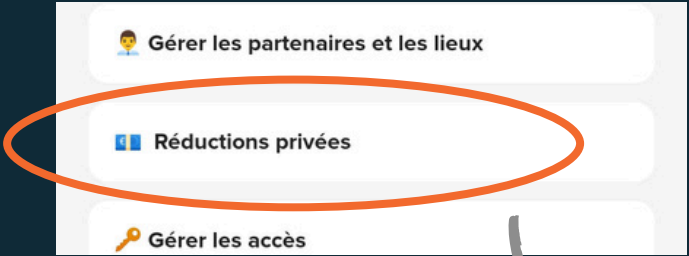 Gérer les partenaires et les lieux
Réductions privées
Gérer les accès